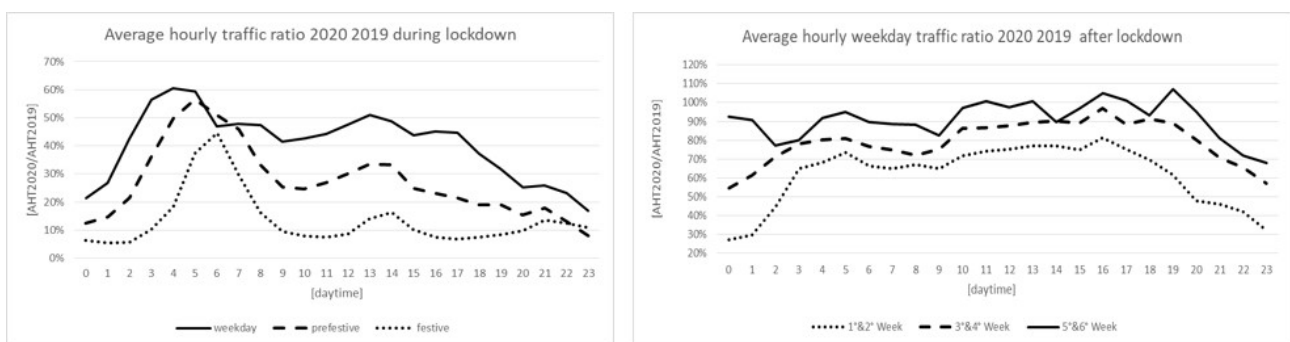 Average hourly traffic ratio 2020 2019 during lockdown
[AHT2020/AHT2019]
70%
60%
50%
40%
30%
20%
10%
0%
0 1 2 3 4 5 6 7 8 9 10 11 12 13 14 15 16 17 18 19 20 21 22 23
[daytime]
weekday prefestive festive
Average hourly weekday traffic ratio 2020 2019 after lockdown
[AHT2020/AHT2019]
120%
110%
100%
90%
80%
70%
60%
50%
40%
30%
20%
0 1 2 3 4 5 6 7 8 9 10 11 12 13 14 15 16 17 18 19 20 21 22 23
[daytime]
1°&2° Week 3°&4° Week 5°&6° Week